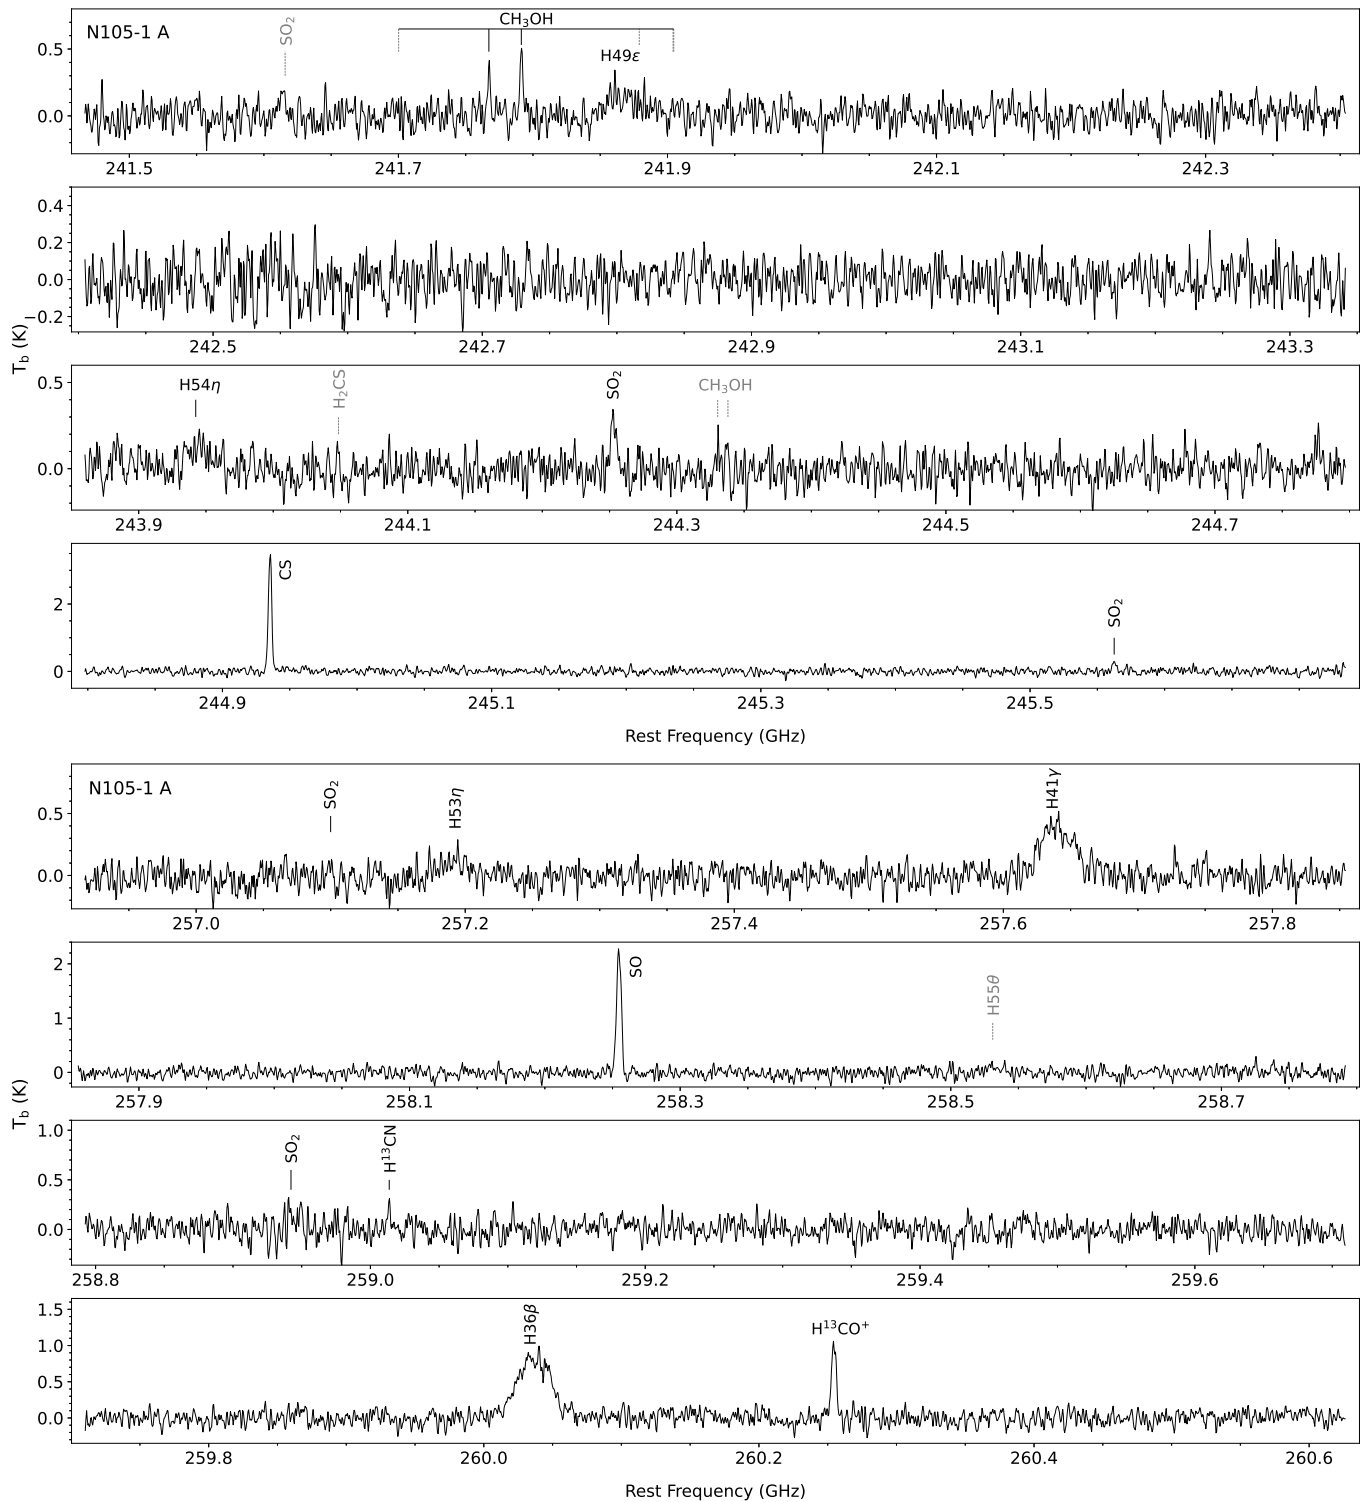 N105-1 A
SO₂
CH₃OH
H49ε
0.5
0.0
241.5 241.7 241.9 242.1 242.3
0.4
0.2
0.0
−0.2
242.5 242.7 242.9 243.1 243.3
T_b (K)
H54η
H₂CS
SO₂
CH₃OH
0.5
0.0
243.9 244.1 244.3 244.5 244.7
CS
SO₂
2
0
244.9 245.1 245.3 245.5
Rest Frequency (GHz)
N105-1 A
SO₂
H53η
H41γ
0.5
0.0
257.0 257.2 257.4 257.6 257.8
SO
H55θ
2
1
0
257.9 258.1 258.3 258.5 258.7
T_b (K)
SO₂
H¹³CN
1.0
0.5
0.0
258.8 259.0 259.2 259.4 259.6
H36β
H¹³CO⁺
1.5
1.0
0.5
0.0
259.8 260.0 260.2 260.4 260.6
Rest Frequency (GHz)